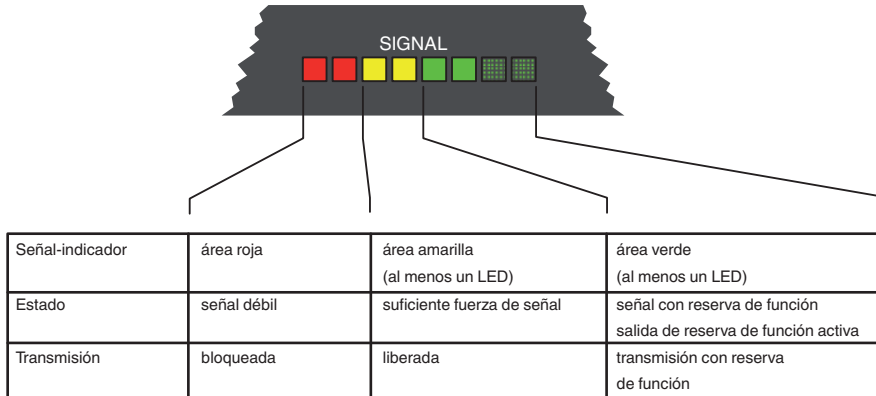 SIGNAL
Señal-indicador
área roja
área amarilla
(al menos un LED)
área verde
(al menos un LED)
Estado
señal débil
suficiente fuerza de señal
señal con reserva de función
salida de reserva de función activa
Transmisión
bloqueada
liberada
transmisión con reserva
de función